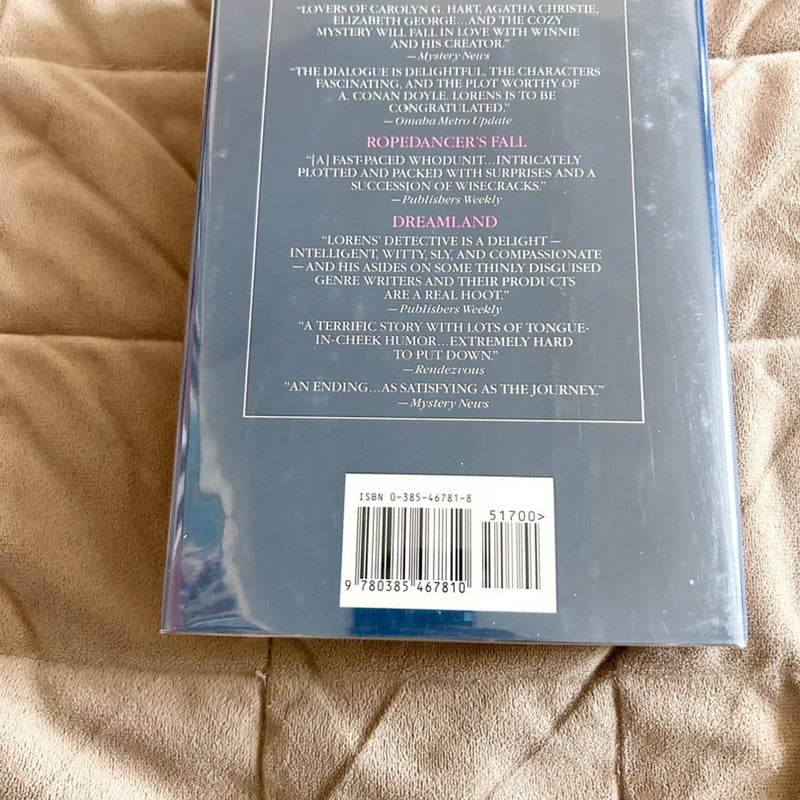 "LOVERS OF CAROLYN G. HART, AGATHA CHRISTIE,
ELIZABETH GEORGE...AND THE COZY
MYSTERY WILL FALL IN LOVE WITH WINNIE
AND HIS CREATOR."
—Mystery News
"THE DIALOGUE IS DELIGHTFUL, THE CHARACTERS
FASCINATING, AND THE PLOT WORTHY OF
A. CONAN DOYLE. LORENS IS TO BE
CONGRATULATED."
—Omaha Metro Update
ROPEDANCER'S FALL
"[A] FAST-PACED WHODUNIT...INTRICATELY
PLOTTED AND PACKED WITH SURPRISES AND A
SUCCESSION OF WISECRACKS."
—Publishers Weekly
DREAMLAND
"LORENS' DETECTIVE IS A DELIGHT—
INTELLIGENT, WITTY, SLY, AND COMPASSIONATE
—AND HIS ASIDES ON SOME THINLY DISGUISED
GENRE WRITERS AND THEIR PRODUCTS
ARE A REAL HOOT."
—Publishers Weekly
"A TERRIFIC STORY WITH LOTS OF TONGUE-
IN-CHEEK HUMOR...EXTREMELY HARD
TO PUT DOWN."
—Rendezvous
"AN ENDING...AS SATISFYING AS THE JOURNEY."
—Mystery News
ISBN 0-385-46781-8
51700>
9 780385 467810